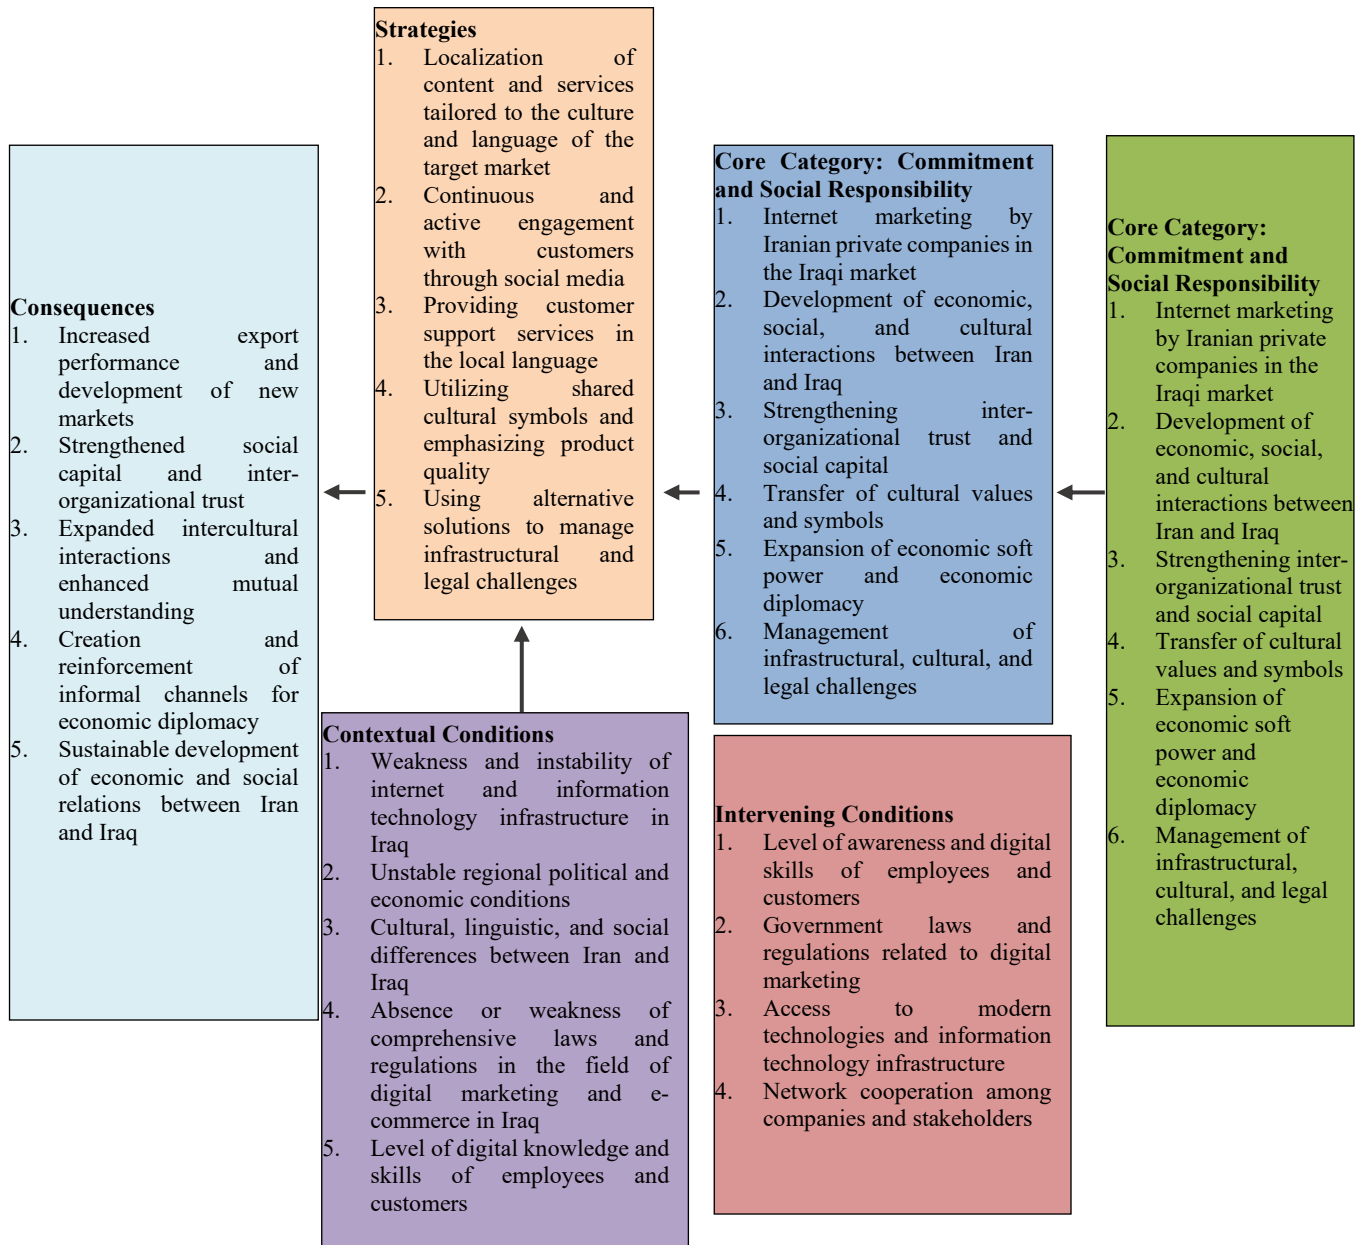 Strategies
1. Localization of
content and services
tailored to the culture
and language of the
target market
2. Continuous and
active engagement
with customers
through social media
3. Providing customer
support services in
the local language
4. Utilizing shared
cultural symbols and
emphasizing product
quality
5. Using alternative
solutions to manage
infrastructural and
legal challenges
Consequences
1. Increased export
performance and
development of new
markets
2. Strengthened social
capital and inter-
organizational trust
3. Expanded intercultural
interactions and
enhanced mutual
understanding
4. Creation and
reinforcement of
informal channels for
economic diplomacy
5. Sustainable development
of economic and social
relations between Iran
and Iraq
Core Category: Commitment
and Social Responsibility
1. Internet marketing by
Iranian private companies in
the Iraqi market
2. Development of economic,
social, and cultural
interactions between Iran
and Iraq
3. Strengthening inter-
organizational trust and
social capital
4. Transfer of cultural values
and symbols
5. Expansion of economic soft
power and economic
diplomacy
6. Management of
infrastructural, cultural, and
legal challenges
Core Category:
Commitment and
Social Responsibility
1. Internet marketing
by Iranian private
companies in the
Iraqi market
2. Development of
economic, social,
and cultural
interactions between
Iran and Iraq
3. Strengthening inter-
organizational trust
and social capital
4. Transfer of cultural
values and symbols
5. Expansion of
economic soft
power and
economic
diplomacy
6. Management of
infrastructural,
cultural, and legal
challenges
Contextual Conditions
1. Weakness and instability of
internet and information
technology infrastructure in
Iraq
2. Unstable regional political and
economic conditions
3. Cultural, linguistic, and social
differences between Iran and
Iraq
4. Absence or weakness of
comprehensive laws and
regulations in the field of
digital marketing and e-
commerce in Iraq
5. Level of digital knowledge and
skills of employees and
customers
Intervening Conditions
1. Level of awareness and digital
skills of employees and
customers
2. Government laws and
regulations related to digital
marketing
3. Access to modern
technologies and information
technology infrastructure
4. Network cooperation among
companies and stakeholders